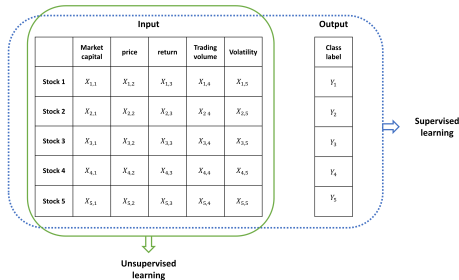 Input
Output
Market capital
price
return
Trading volume
Volatility
Class label
Stock 1
X1,1
X1,2
X1,3
X1,4
X1,5
Y1
Stock 2
X2,1
X2,2
X2,3
X2·4
X2,5
Y2
Stock 3
X3,1
X3,2
X3,3
X3,4
X3,5
Y3
Stock 4
X4,1
X4,2
X4,3
X4,4
X4,5
Y4
Stock 5
X5,1
X5,2
X5,3
X5,4
X5,5
Y5
Supervised
learning
Unsupervised
learning